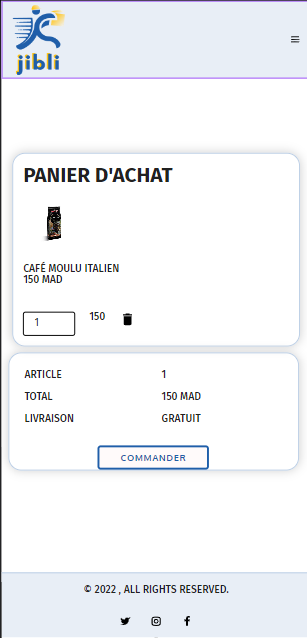 jibli
PANIER D'ACHAT
CAFÉ MOULU ITALIEN
150 MAD
1 150
ARTICLE 1
TOTAL 150 MAD
LIVRAISON GRATUIT
COMMANDER
© 2022 , ALL RIGHTS RESERVED.